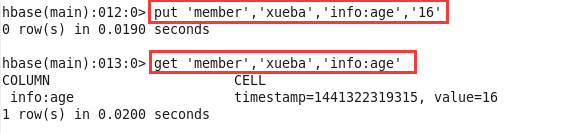 hbase(main):012:0> put 'member','xueba','info:age','16'
0 row(s) in 0.0190 seconds
hbase(main):013:0> get 'member','xueba','info:age'
COLUMN CELL
info:age timestamp=1441322319315, value=16
1 row(s) in 0.0200 seconds